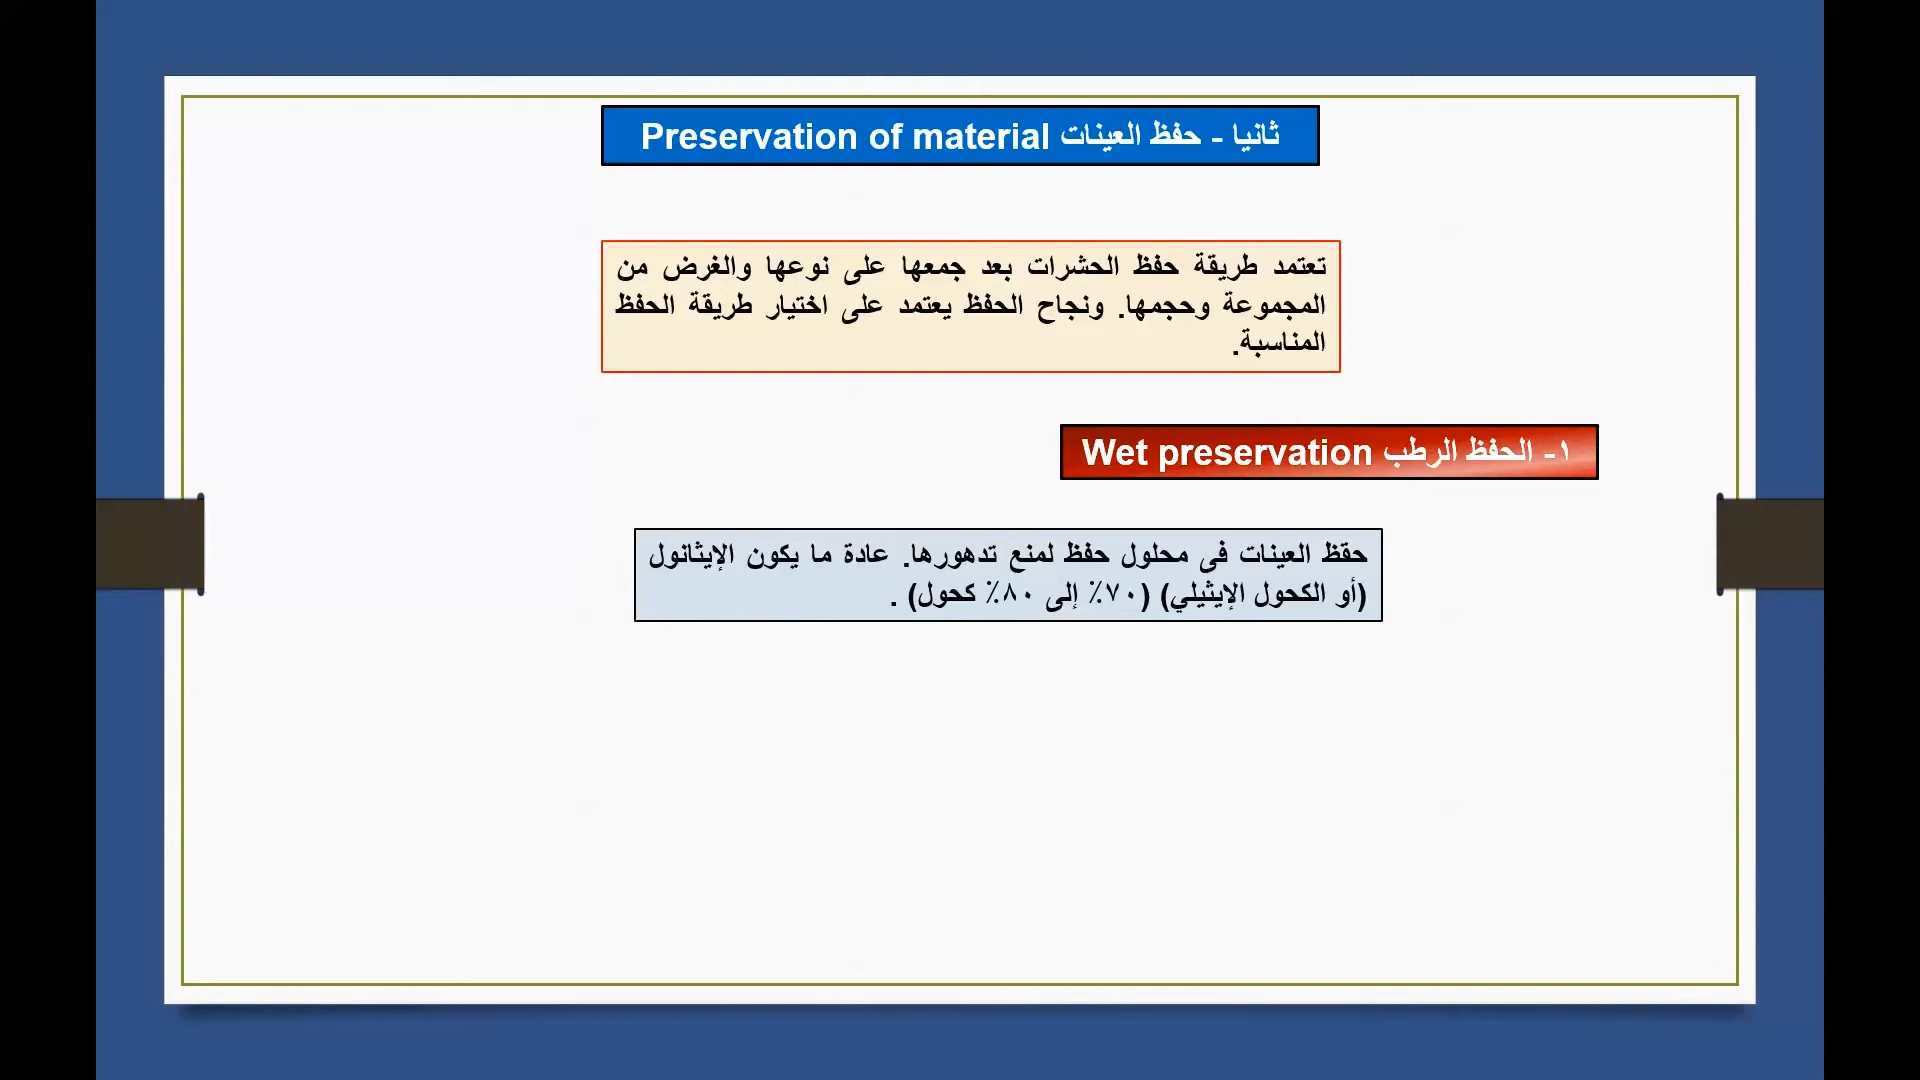 ثانيا - حفظ العينات Preservation of material
تعتمد طريقة حفظ الحشرات بعد جمعها على نوعها والغرض من
المجموعة وحجمها. ونجاح الحفظ يعتمد على اختيار طريقة الحفظ
المناسبة.
١- الحفظ الرطب Wet preservation
حقظ العينات فى محلول حفظ لمنع تدهورها. عادة ما يكون الإيثانول
(أو الكحول الإيثيلي) (٧٠٪ إلى ٨٠٪ كحول) .